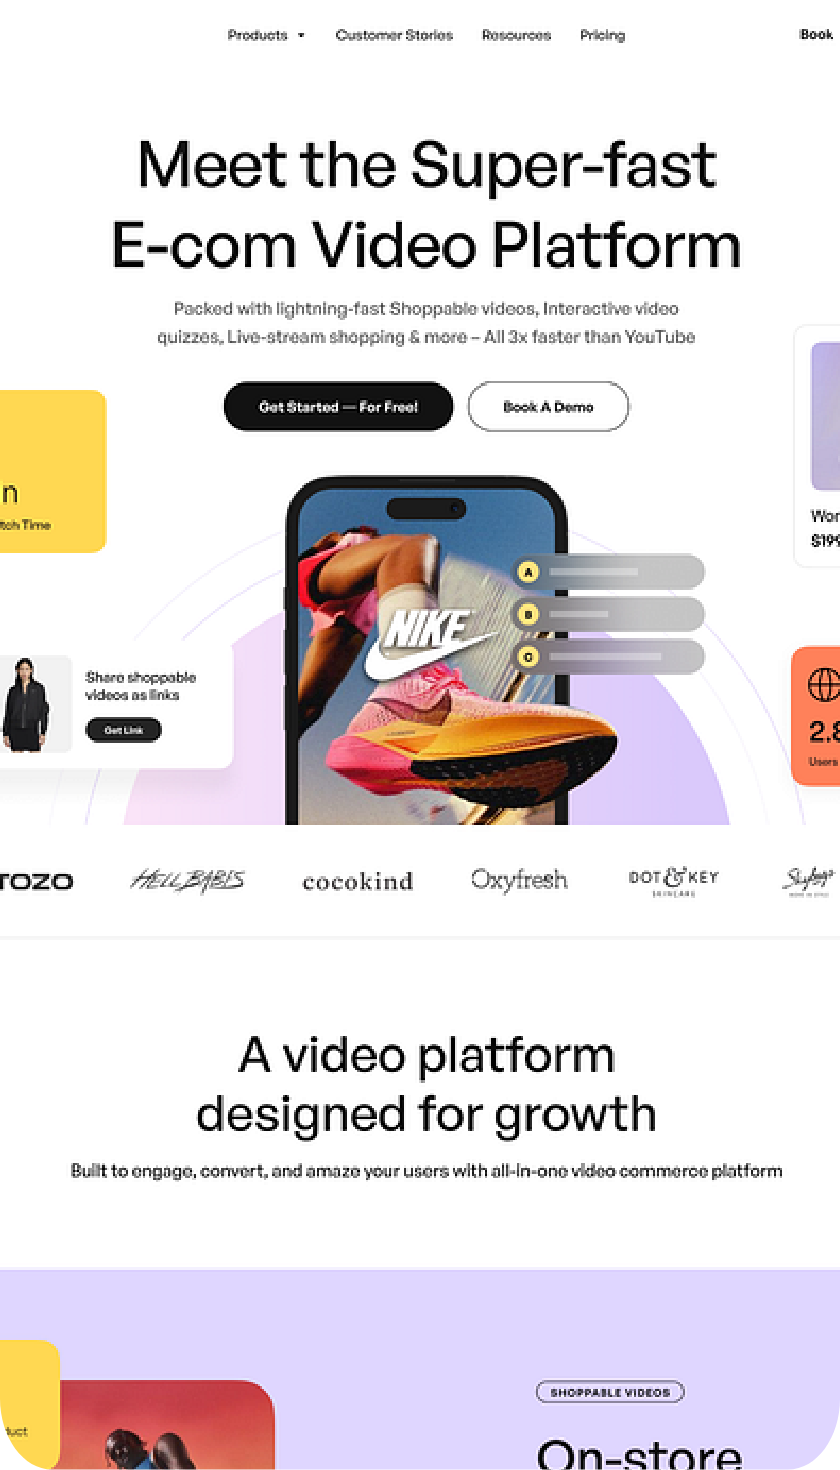 Products Customer Stories Resources Pricing Book
Meet the Super-fast
E-com Video Platform
Packed with lightning-fast Shoppable videos, Interactive video
quizzes, Live-stream shopping & more – All 3x faster than YouTube
Get Started — For Free!
Book A Demo
n
tch Time
Wor
$199
A
B
C
NIKE
Share shoppable
videos as links
Get Link
2.8
Users
TOZO
HELL BABES
cocokind
Oxyfresh
DOT & KEY
SKINCARE
Skybags
A video platform
designed for growth
Built to engage, convert, and amaze your users with all-in-one video commerce platform
duct
SHOPPABLE VIDEOS
On-store